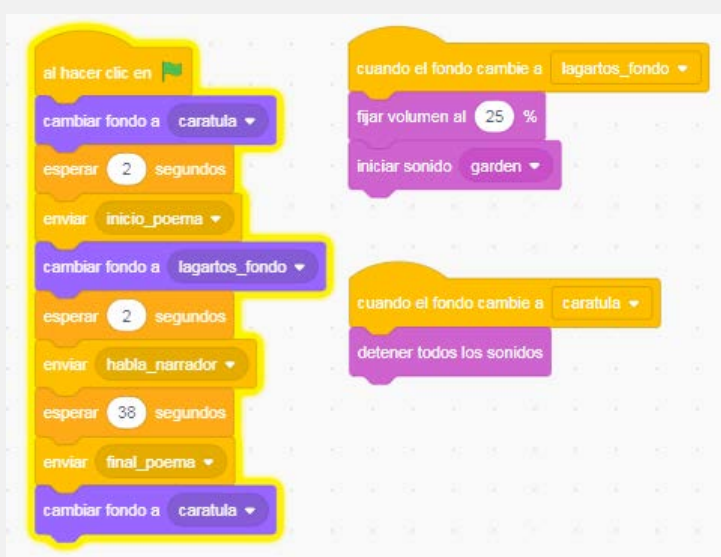 al hacer clic en
cambiar fondo a caratula
esperar 2 segundos
enviar inicio_poema
cambiar fondo a lagartos_fondo
esperar 2 segundos
enviar habla_narrador
esperar 38 segundos
enviar final_poema
cambiar fondo a caratula
cuando el fondo cambie a lagartos_fondo
fijar volumen al 25 %
iniciar sonido garden
cuando el fondo cambie a caratula
detener todos los sonidos